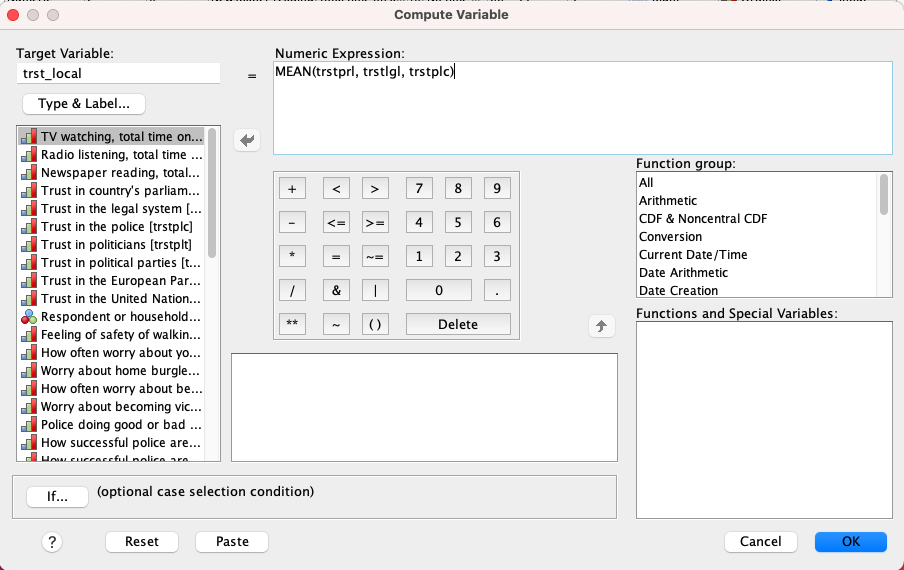 Compute Variable
Target Variable:
trst_local
Type & Label...
=
Numeric Expression:
MEAN(trstprl, trstlgl, trstplc)
TV watching, total time on...
Radio listening, total time ...
Newspaper reading, total...
Trust in country's parliam...
Trust in the legal system [...
Trust in the police [trstplc]
Trust in politicians [trstplt]
Trust in political parties [t...
Trust in the European Par...
Trust in the United Nation...
Respondent or household...
Feeling of safety of walkin...
How often worry about yo...
Worry about home burgle...
How often worry about be...
Worry about becoming vic...
Police doing good or bad ...
How successful police are...
How successful police are
+ < > 7 8 9
- <= >= 4 5 6
* = ~= 1 2 3
/ & | 0 .
** ~ () Delete
Function group:
All
Arithmetic
CDF & Noncentral CDF
Conversion
Current Date/Time
Date Arithmetic
Date Creation
Functions and Special Variables:
If...
(optional case selection condition)
?
Reset
Paste
Cancel
OK